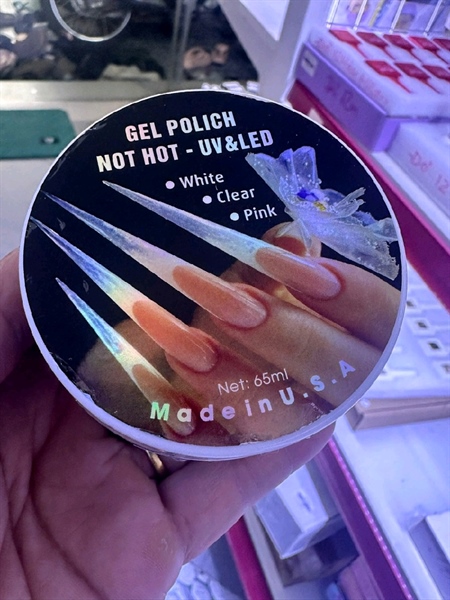 GEL POLICH
NOT HOT - UV&LED
• White
• Clear
• Pink
Net: 65ml
Made in U.S.A